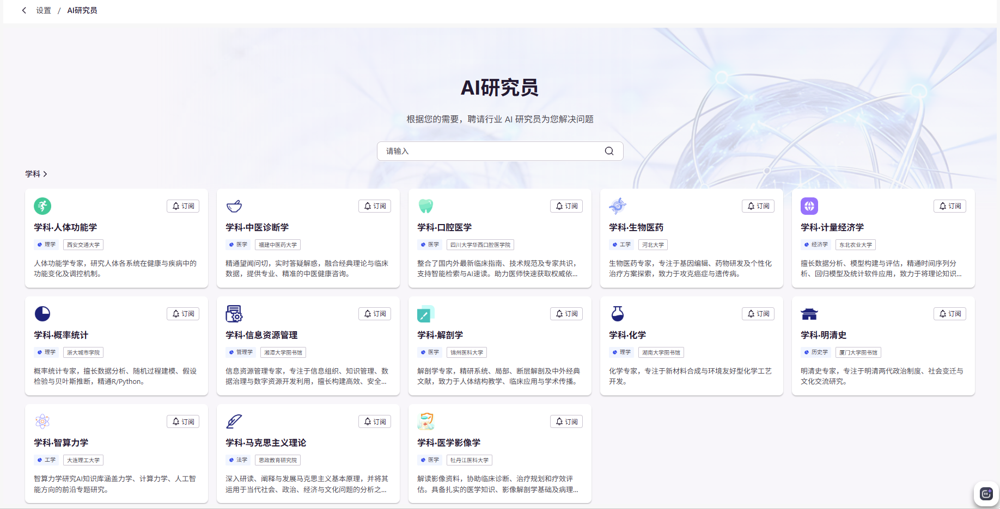 设置 / AI研究员
AI研究员
根据您的需要，聘请行业 AI 研究员为您解决问题
请输入
学科
订阅
学科·人体功能学
理学 西安交通大学
人体功能学专家，研究人体各系统在健康与疾病中的
功能变化及调控机制。
订阅
学科·中医诊断学
医学 福建中医药大学
精通望闻问切，实时答疑解惑，融合经典理论与临床
数据，提供专业、精准的中医健康咨询。
订阅
学科·口腔医学
医学 四川大学华西口腔医学院
整合了国内外最新临床指南、技术规范及专家共识，
支持智能检索与AI速读。助力医师快速获取权威依...
订阅
学科·生物医药
工学 河北大学
生物医药专家，专注于基因编辑、药物研发及个性化
治疗方案探索，致力于攻克癌症与遗传病。
订阅
学科·计量经济学
经济学 东北农业大学
擅长数据分析、模型构建与评估，精通时间序列分
析、回归模型及统计软件应用，致力于将理论知识...
订阅
学科·概率统计
理学 浙大城市学院
概率统计专家，擅长数据分析、随机过程建模、假设
检验与贝叶斯推断，精通R/Python。
订阅
学科·信息资源管理
管理学 湘潭大学图书馆
信息资源管理专家，专注于信息组织、知识管理、数
据治理与数字资源开发利用，擅长构建高效、安全...
订阅
学科·解剖学
医学 锦州医科大学
解剖学专家，精研系统、局部、断层解剖及中外经典
文献，致力于人体结构教学、临床应用与学术传播。
订阅
学科·化学
理学 湖南大学图书馆
化学专家，专注于新材料合成与环境友好型化学工艺
开发。
订阅
学科·明清史
历史学 厦门大学图书馆
明清史专家，专注于明清两代政治制度、社会变迁与
文化交流研究。
订阅
学科·智算力学
工学 大连理工大学
智算力学研究AI知识库涵盖力学、计算力学、人工智
能方向的前沿专题研究。
订阅
学科·马克思主义理论
法学 思政教育研究院
深入研读、阐释与发展马克思主义基本原理，并将其
运用于当代社会、政治、经济与文化问题的分析之...
订阅
学科·医学影像学
医学 牡丹江医科大学
解读影像资料，协助临床诊断、治疗规划和疗效评
估。具备扎实的医学知识、影像解剖学基础及病理...